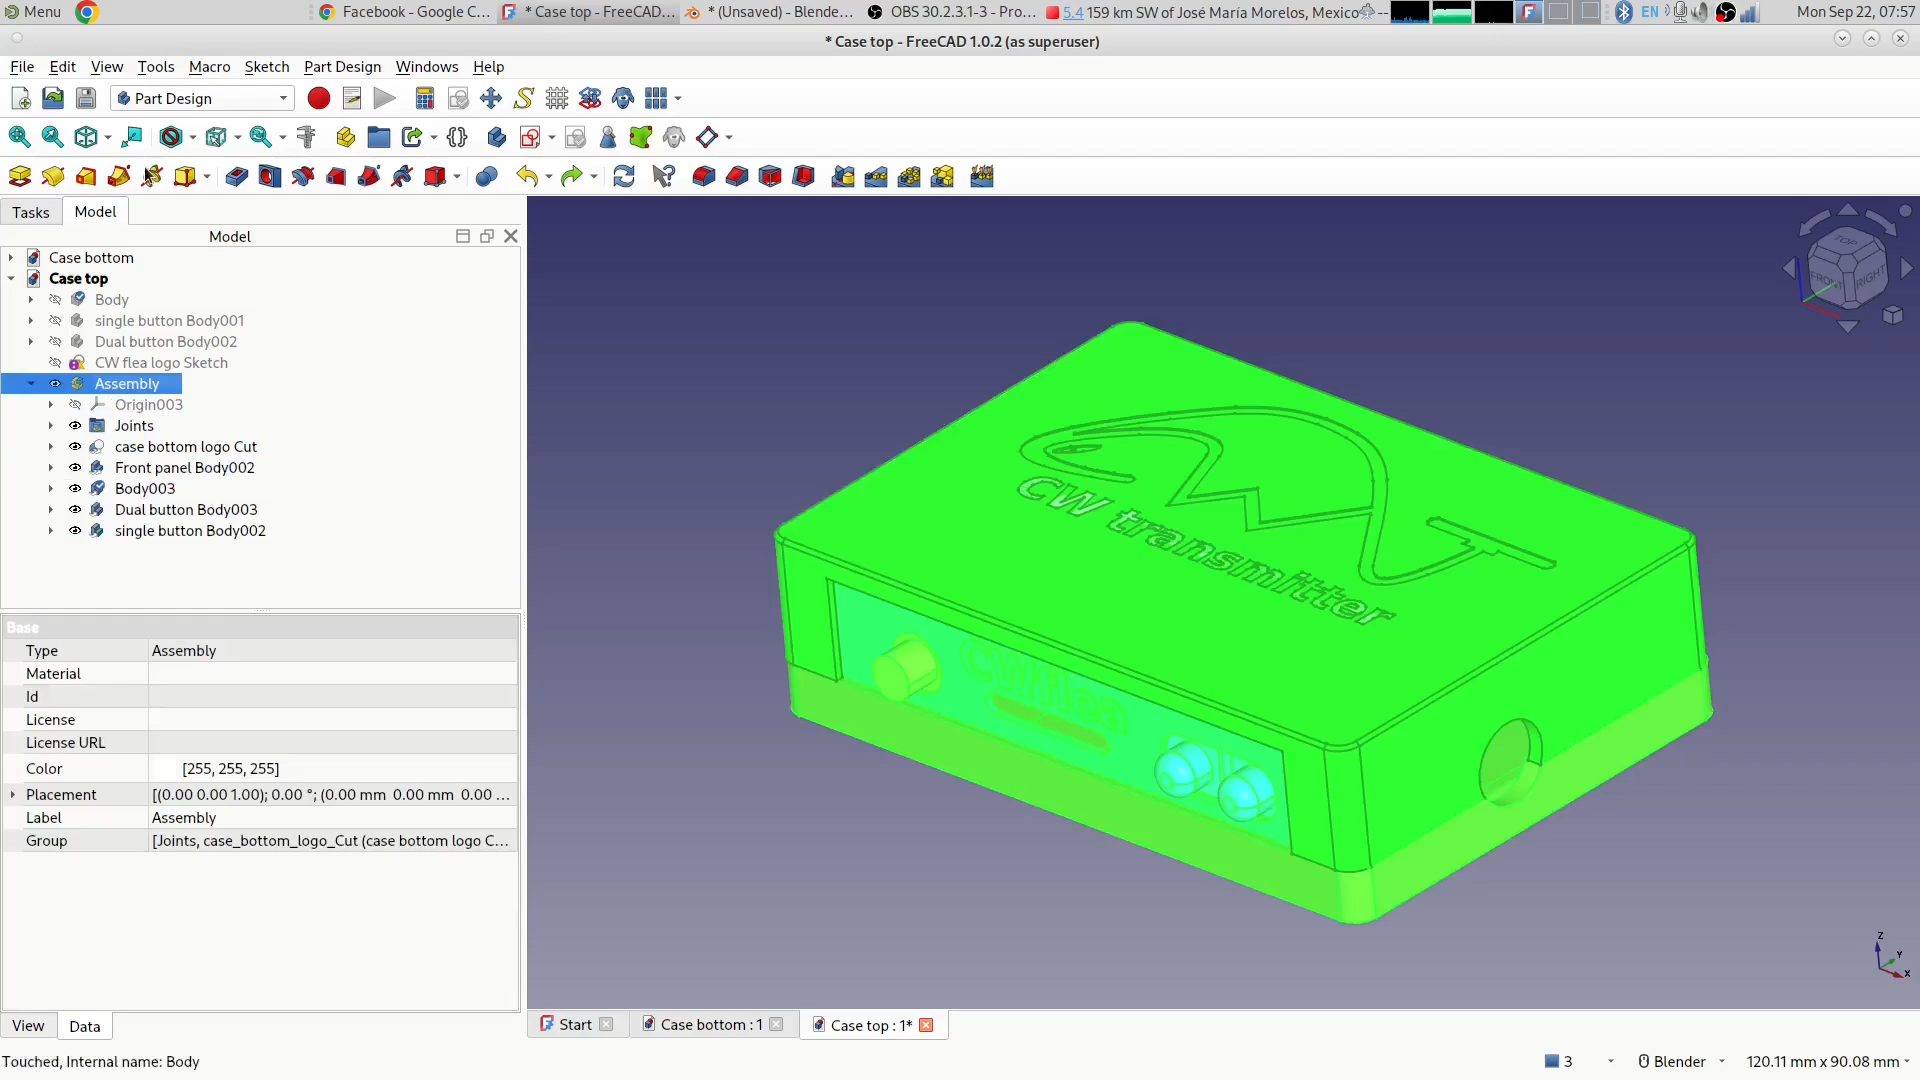 Menu
Facebook - Google C...
* Case top - FreeCAD...
* (Unsaved) - Blende...
OBS 30.2.3.1-3 - Pro...
5.4 159 km SW of José María Morelos, Mexico
EN
Mon Sep 22, 07:57
* Case top - FreeCAD 1.0.2 (as superuser)
File Edit View Tools Macro Sketch Part Design Windows Help
Part Design
Tasks
Model
Model
Case bottom
Case top
Body
single button Body001
Dual button Body002
CW flea logo Sketch
Assembly
Origin003
Joints
case bottom logo Cut
Front panel Body002
Body003
Dual button Body003
single button Body002
Base
Type Assembly
Material
Id
License
License URL
Color [255, 255, 255]
Placement [(0.00 0.00 1.00); 0.00 °; (0.00 mm 0.00 mm 0.00 ...
Label Assembly
Group [Joints, case_bottom_logo_Cut (case bottom logo C...
View
Data
TOP
FRONT
RIGHT
CW transmitter
CWflea
Z
Y
X
Start
Case bottom : 1
Case top : 1*
Touched, Internal name: Body
3
Blender
120.11 mm x 90.08 mm